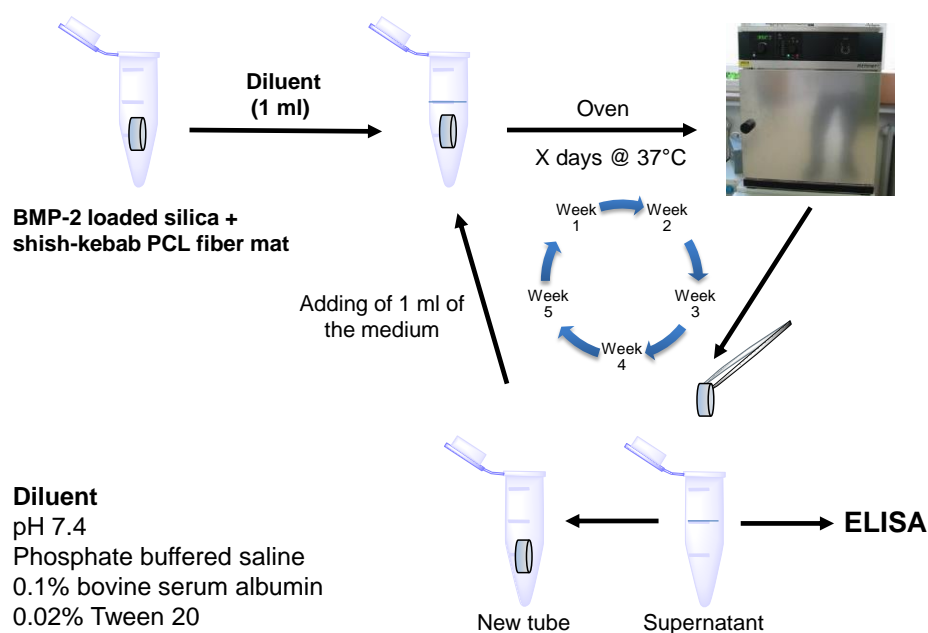 Diluent
(1 ml)
Oven
X days @ 37°C
BMP-2 loaded silica +
shish-kebab PCL fiber mat
Week
1
Week
2
Week
3
Week
4
Week
5
Adding of 1 ml of
the medium
Diluent
pH 7.4
Phosphate buffered saline
0.1% bovine serum albumin
0.02% Tween 20
ELISA
New tube
Supernatant